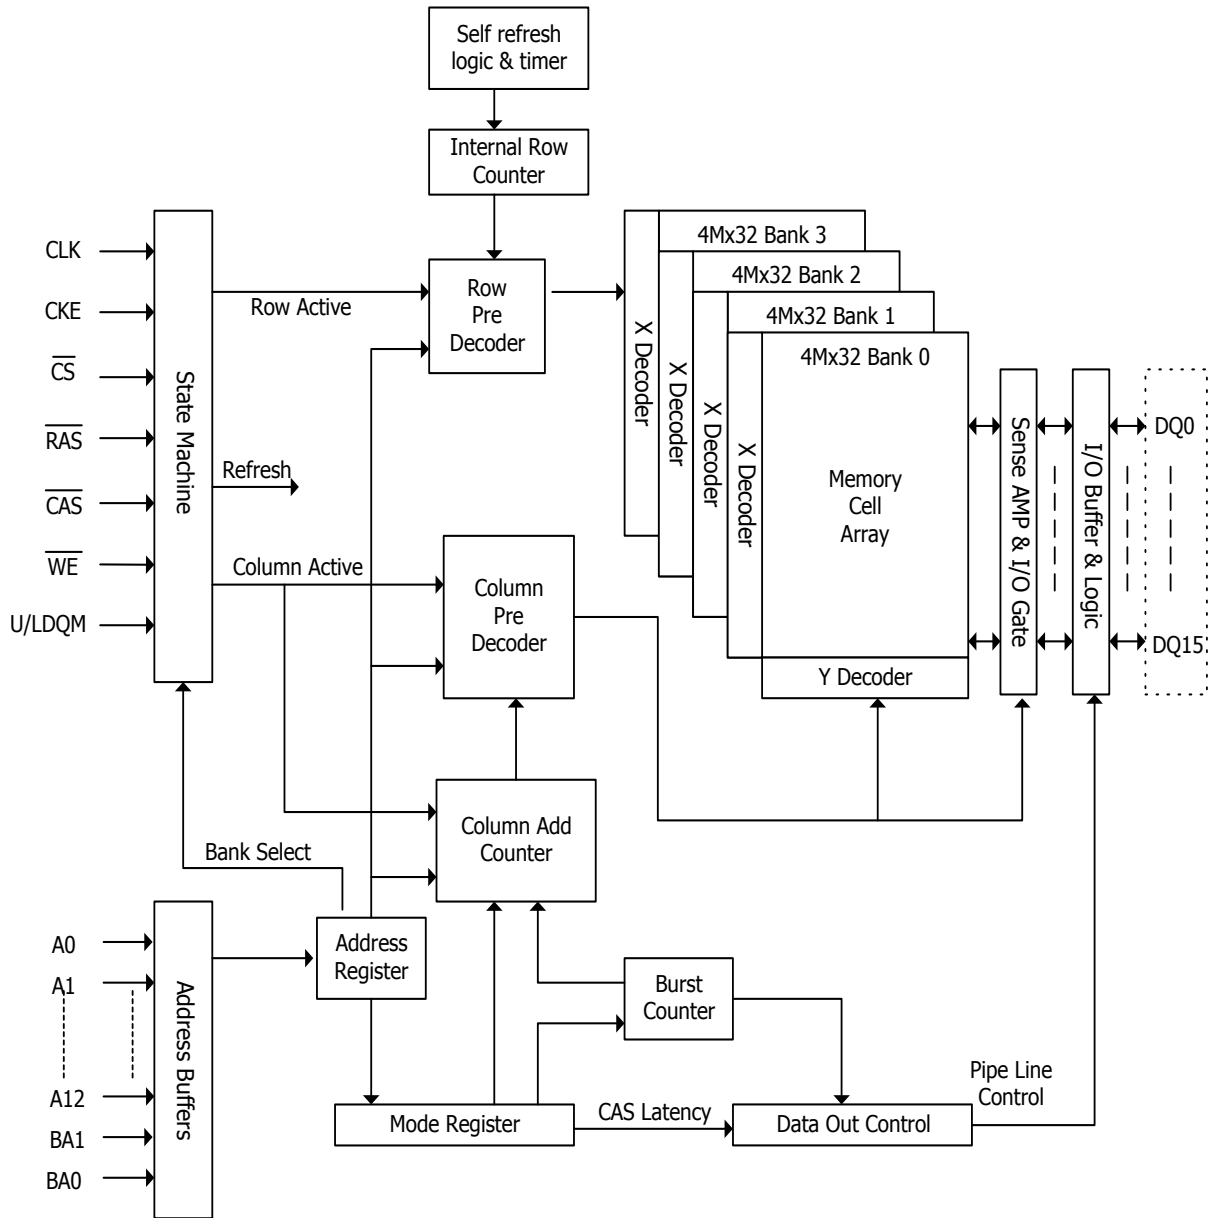 Self refresh
logic & timer
Internal Row
Counter
CLK
CKE
CS
RAS
CAS
WE
U/LDQM
State Machine
Row Active
Refresh
Column Active
Row
Pre
Decoder
Column
Pre
Decoder
Column Add
Counter
Bank Select
X Decoder
X Decoder
X Decoder
X Decoder
4Mx32 Bank 3
4Mx32 Bank 2
4Mx32 Bank 1
4Mx32 Bank 0
Memory
Cell
Array
Y Decoder
Sense AMP & I/O Gate
I/O Buffer & Logic
DQ0
DQ15
A0
A1
A12
BA1
BA0
Address Buffers
Address
Register
Burst
Counter
Mode Register
CAS Latency
Data Out Control
Pipe Line
Control